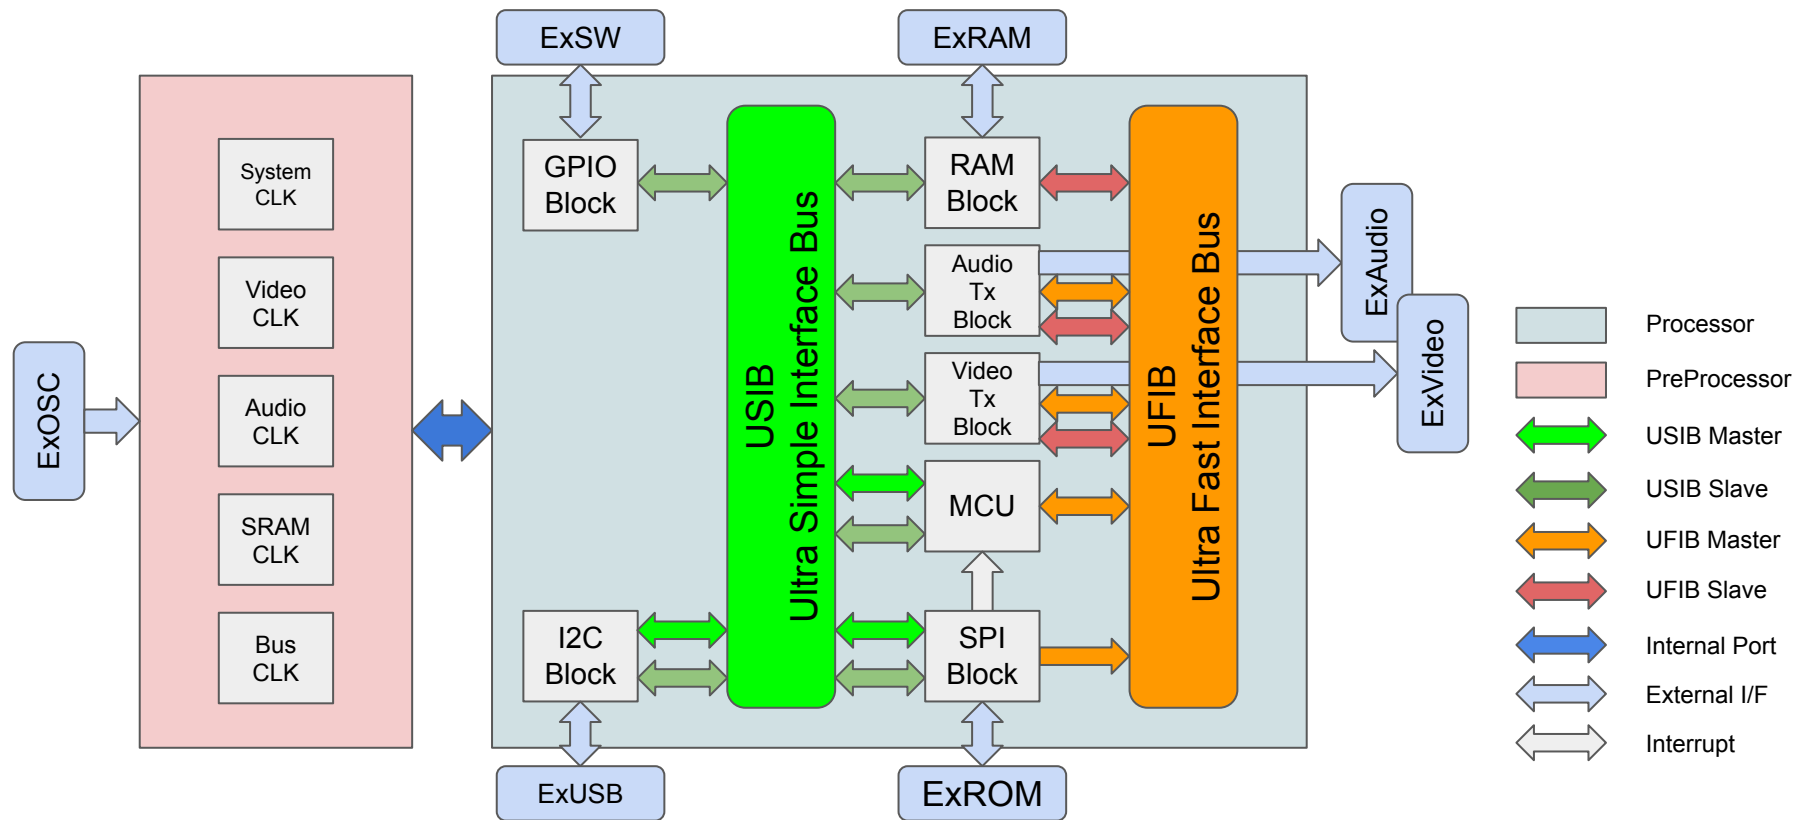 ExSW
ExRAM
System
CLK
Video
CLK
Audio
CLK
SRAM
CLK
Bus
CLK
ExOSC
GPIO
Block
I2C
Block
ExUSB
USIB
Ultra Simple Interface Bus
RAM
Block
Audio
Tx
Block
Video
Tx
Block
MCU
SPI
Block
ExROM
UFIB
Ultra Fast Interface Bus
ExAudio
ExVideo
Processor
PreProcessor
USIB Master
USIB Slave
UFIB Master
UFIB Slave
Internal Port
External I/F
Interrupt